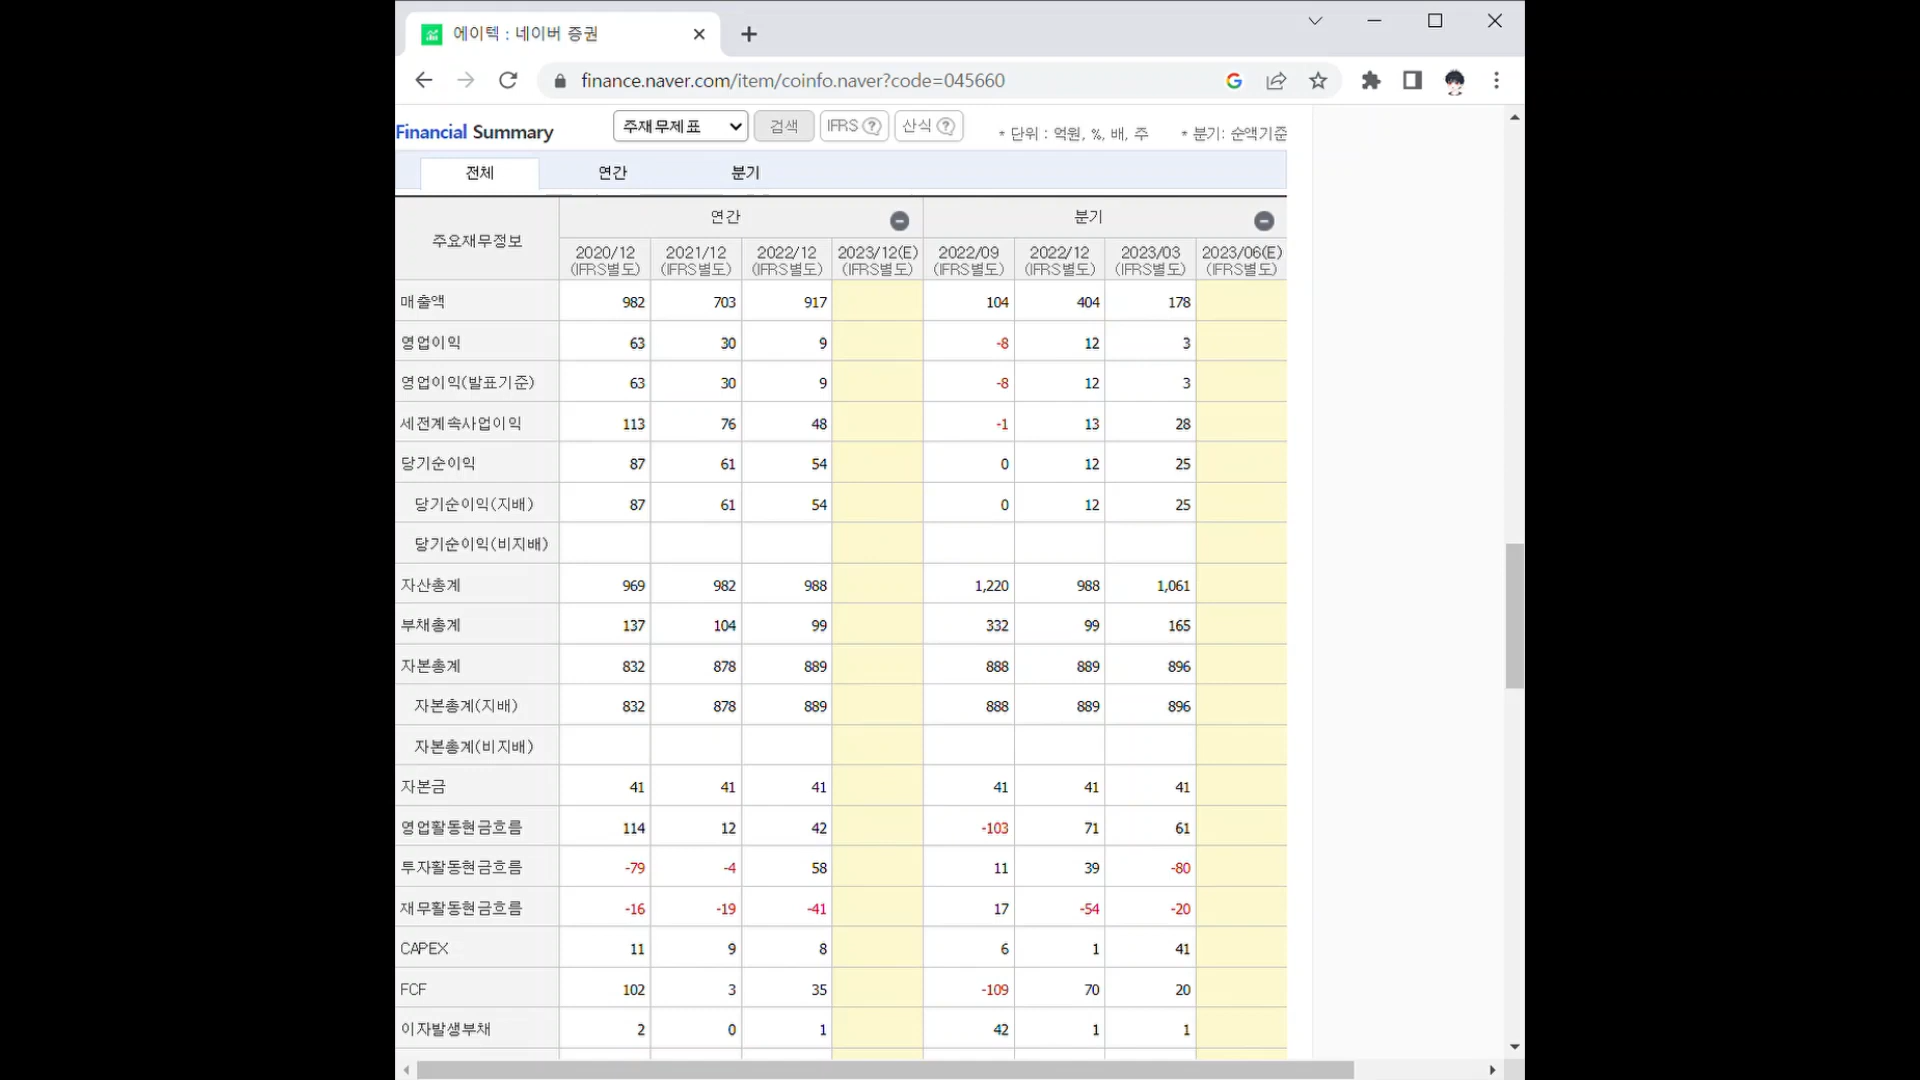 에이텍 : 네이버 증권
finance.naver.com/item/coinfo.naver?code=045660
Financial Summary 주재무제표 검색 IFRS ? 산식 ? * 단위 : 억원, %, 배, 주 * 분기: 순액기준
전체 연간 분기
주요재무정보 연간 분기
2020/12 2021/12 2022/12 2023/12(E) 2022/09 2022/12 2023/03 2023/06(E)
(IFRS별도) (IFRS별도) (IFRS별도) (IFRS별도) (IFRS별도) (IFRS별도) (IFRS별도) (IFRS별도)
매출액 982 703 917 104 404 178
영업이익 63 30 9 -8 12 3
영업이익(발표기준) 63 30 9 -8 12 3
세전계속사업이익 113 76 48 -1 13 28
당기순이익 87 61 54 0 12 25
당기순이익(지배) 87 61 54 0 12 25
당기순이익(비지배)
자산총계 969 982 988 1,220 988 1,061
부채총계 137 104 99 332 99 165
자본총계 832 878 889 888 889 896
자본총계(지배) 832 878 889 888 889 896
자본총계(비지배)
자본금 41 41 41 41 41 41
영업활동현금흐름 114 12 42 -103 71 61
투자활동현금흐름 -79 -4 58 11 39 -80
재무활동현금흐름 -16 -19 -41 17 -54 -20
CAPEX 11 9 8 6 1 41
FCF 102 3 35 -109 70 20
이자발생부채 2 0 1 42 1 1